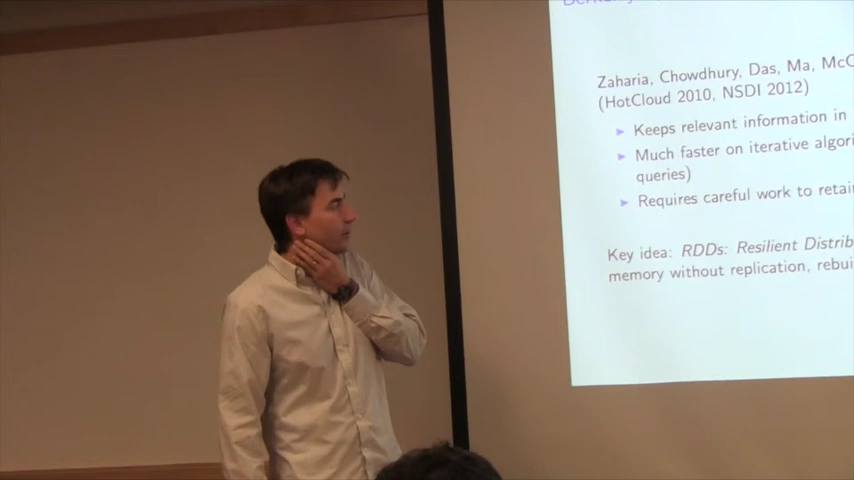 Zaharia, Chowdhury, Das, Ma, McC
(HotCloud 2010, NSDI 2012)
Keeps relevant information in
Much faster on iterative algori
queries)
Requires careful work to retain
Key idea: RDDs: Resilient Distrib
memory without replication, rebui